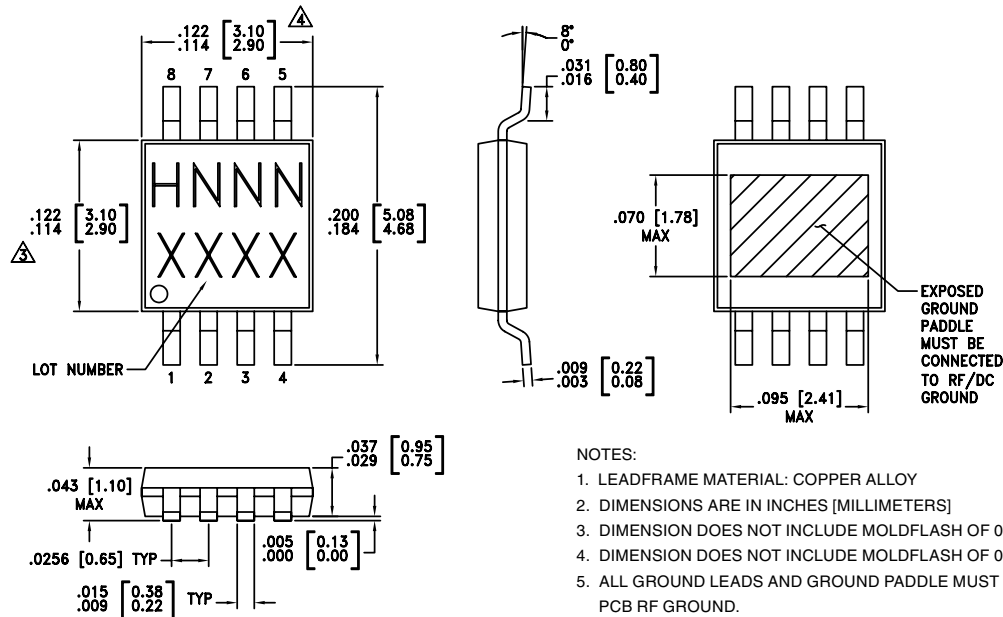 .122 [3.10]
.114 [2.90]
4
8 7 6 5
HNNN
XXXX
.122 [3.10]
.114 [2.90]
3
.200 [5.08]
.184 [4.68]
LOT NUMBER
1 2 3 4
8°
0°
.031 [0.80]
.016 [0.40]
.009 [0.22]
.003 [0.08]
.070 [1.78]
MAX
.095 [2.41]
MAX
EXPOSED
GROUND
PADDLE
MUST BE
CONNECTED
TO RF/DC
GROUND
.043 [1.10]
MAX
.037 [0.95]
.029 [0.75]
.0256 [0.65] TYP
.005 [0.13]
.000 [0.00]
.015 [0.38]
.009 [0.22]
TYP
NOTES:
1. LEADFRAME MATERIAL: COPPER ALLOY
2. DIMENSIONS ARE IN INCHES [MILLIMETERS]
3. DIMENSION DOES NOT INCLUDE MOLDFLASH OF 0
4. DIMENSION DOES NOT INCLUDE MOLDFLASH OF 0
5. ALL GROUND LEADS AND GROUND PADDLE MUST
PCB RF GROUND.